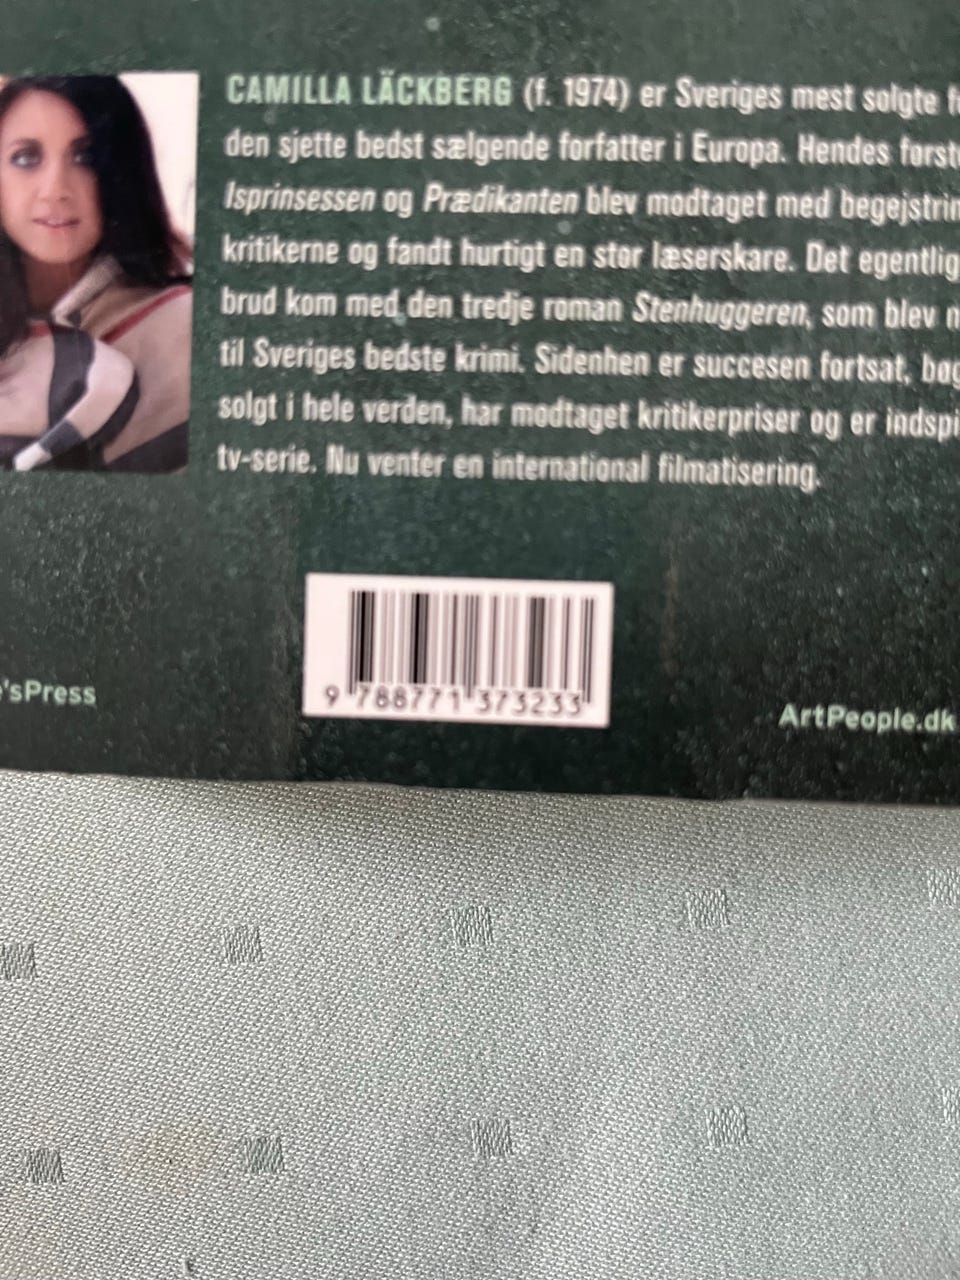 CAMILLA LÄCKBERG (f. 1974) er Sveriges mest solgte
den sjette bedst sælgende forfatter i Europa. Hendes første
Isprinsessen og Prædikanten blev modtaget med
kritikerne og fandt hurtigt en stor læserskare. Det
brud kom med den tredje roman Stenhuggeren, som blev
til Sveriges bedste krimi. Sidenhen er succesen fortsat,
solgt i hele verden, har modtaget kritikerpriser og er
tv-serie. Nu venter en international filmatisering.
9 788771 373233
'sPress
ArtPeople.dk